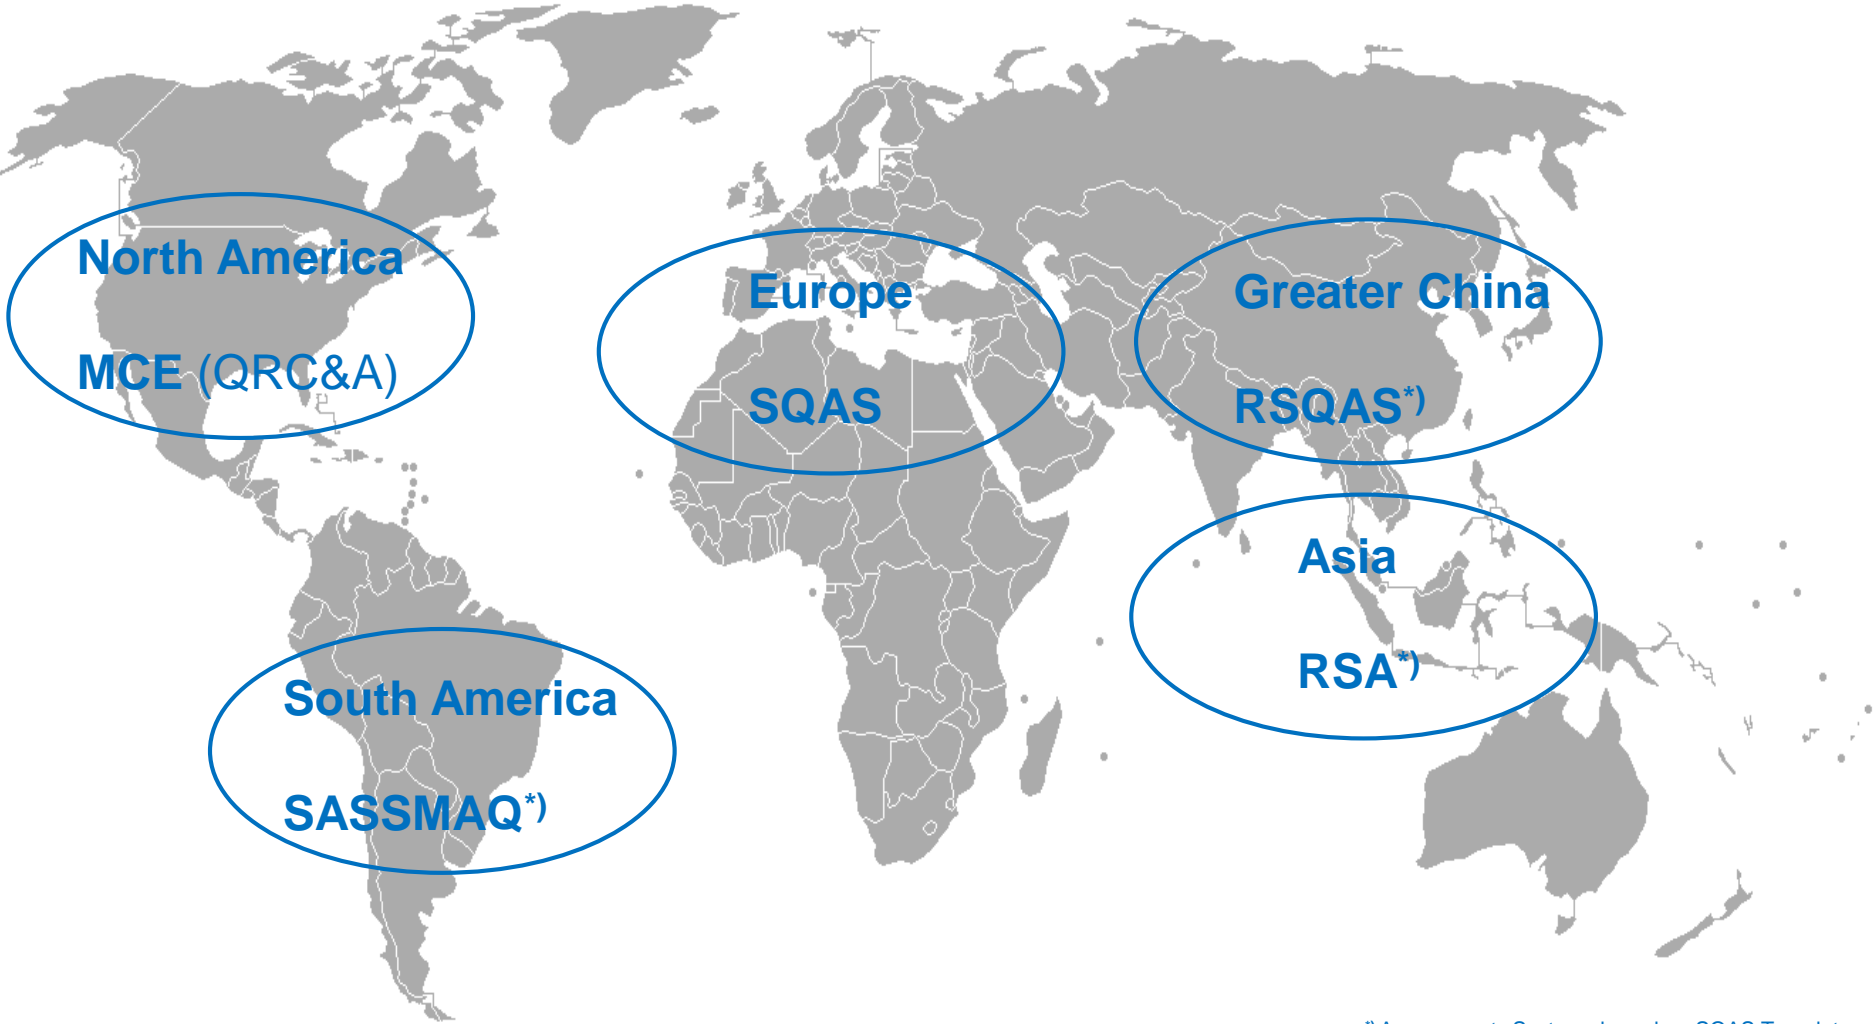 North America
MCE (QRC&A)
Europe
SQAS
Greater China
RSQAS*)
Asia
RSA*)
South America
SASSMAQ*)